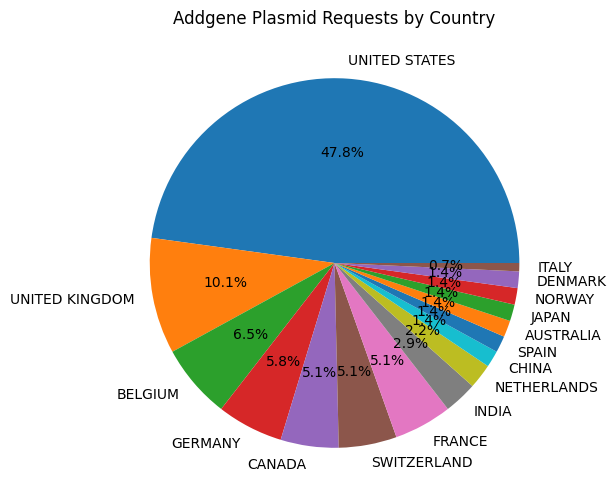 Addgene Plasmid Requests by Country
UNITED STATES
47.8%
UNITED KINGDOM
10.1%
BELGIUM
6.5%
GERMANY
5.8%
CANADA
5.1%
SWITZERLAND
5.1%
FRANCE
5.1%
INDIA
2.9%
NETHERLANDS
2.2%
CHINA
1.4%
SPAIN
1.4%
AUSTRALIA
1.4%
JAPAN
1.4%
NORWAY
1.4%
DENMARK
1.4%
ITALY
0.7%